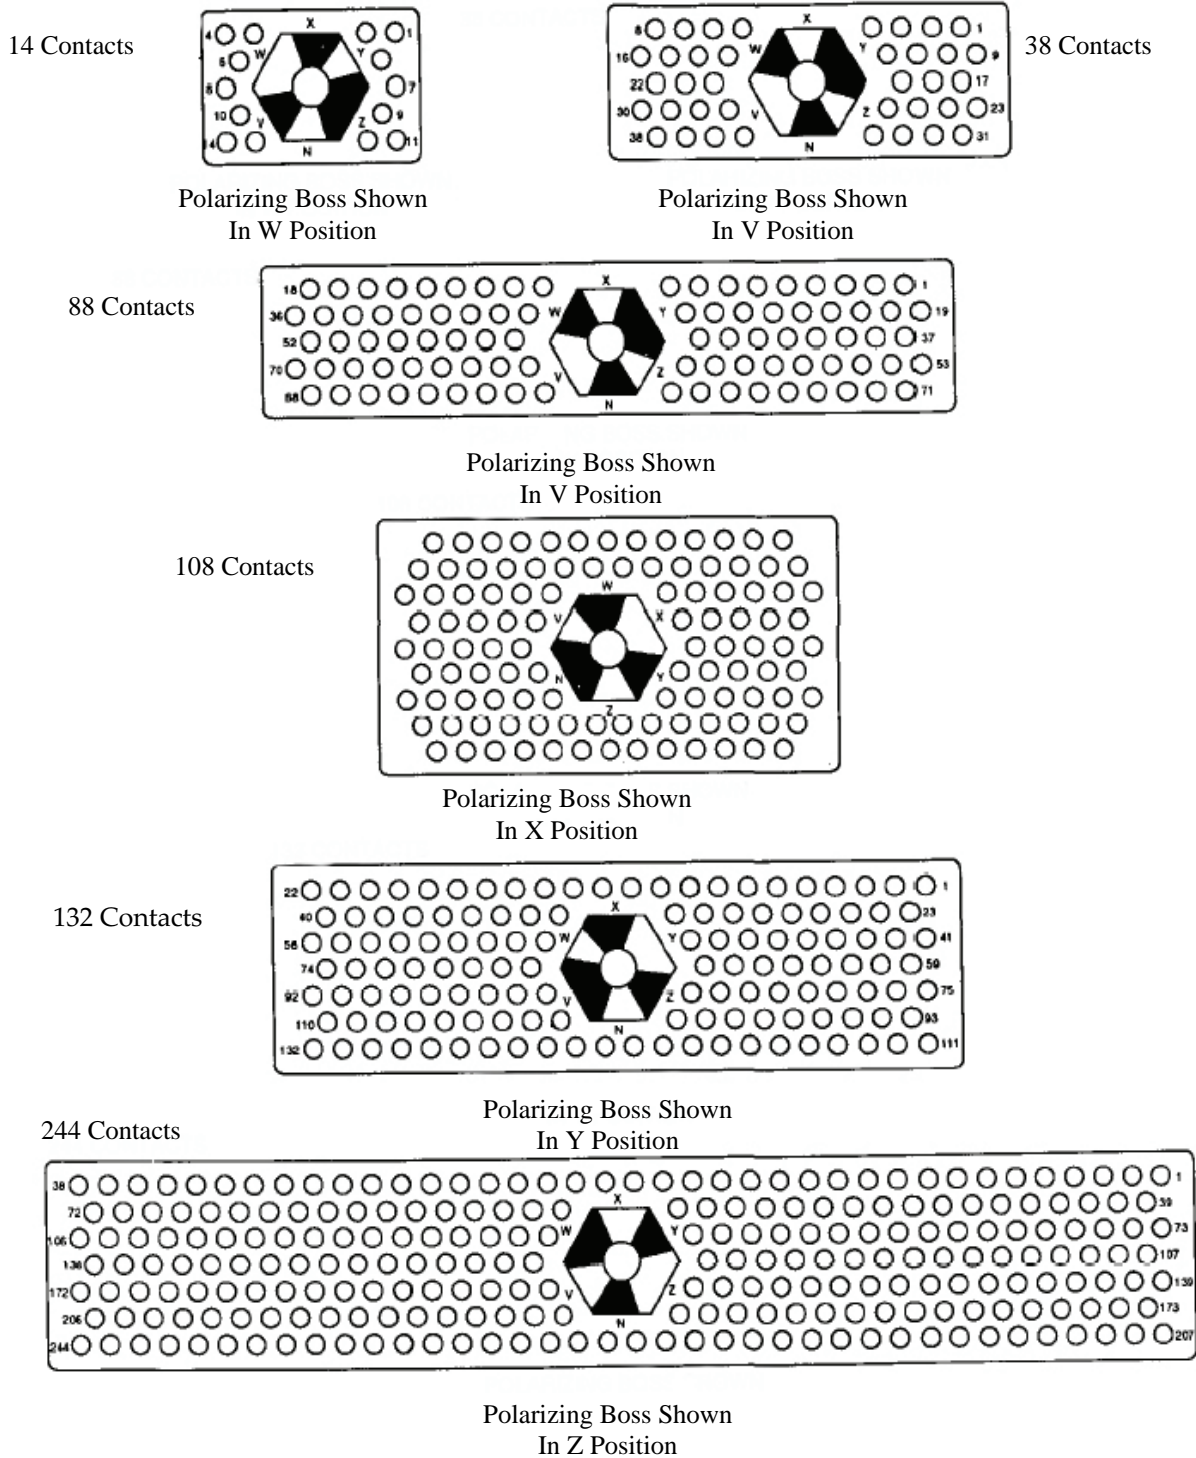 14 Contacts
4 X 1
W Y
5
8 7
10 9
V Z
14 N 11
Polarizing Boss Shown
In W Position
38 Contacts
8 X 1
16 W Y 9
22 17
30 V Z 23
38 N 31
Polarizing Boss Shown
In V Position
88 Contacts
18 X 1
36 W Y 19
52 37
70 V Z 53
88 N 71
Polarizing Boss Shown
In V Position
108 Contacts
W
V X
N Y
Z
Polarizing Boss Shown
In X Position
132 Contacts
22 1
40 X 23
56 W Y 41
74 59
92 V Z 75
110 N 93
132 111
Polarizing Boss Shown
In Y Position
244 Contacts
38 1
72 X 39
106 W Y 73
138 107
172 V Z 139
206 N 173
244 207
Polarizing Boss Shown
In Z Position